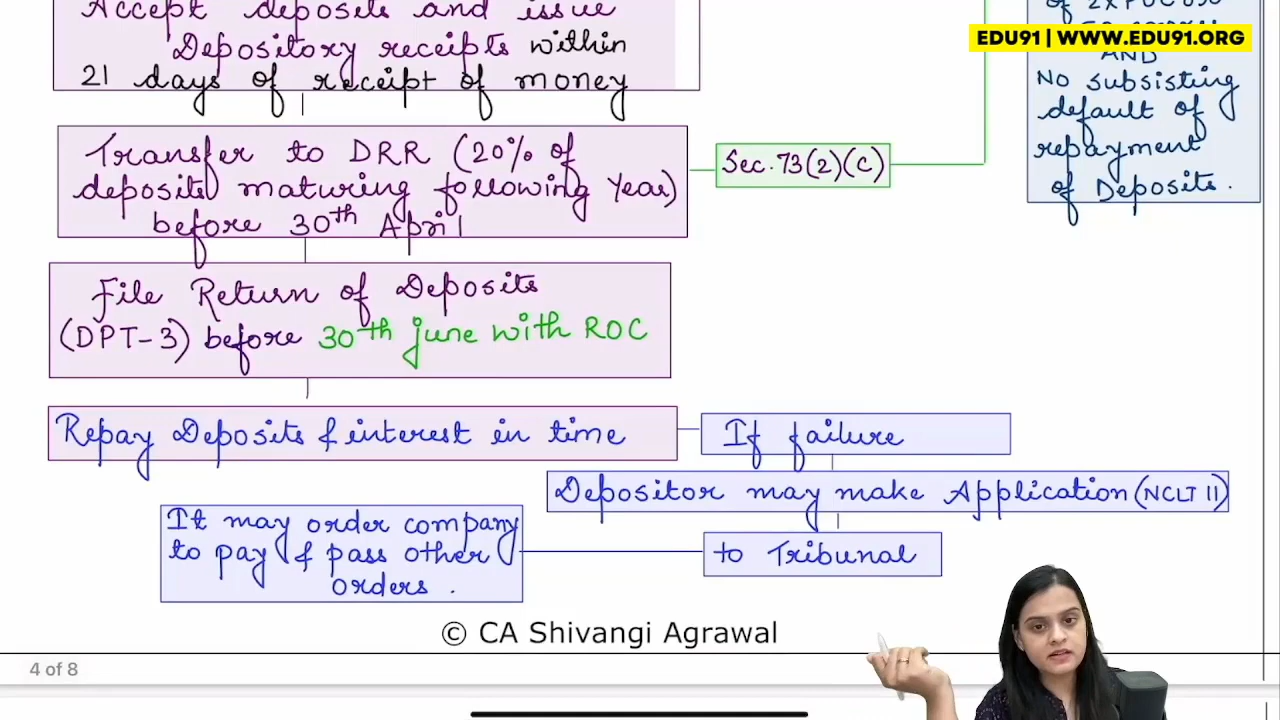 Accept deposits and issue
Depository receipts within
21 days of receipt of money
EDU91 | WWW.EDU91.ORG
AND
No subsisting
default of
repayment
of Deposits.
Transfer to DRR (20% of
deposits maturing following Year)
before 30th April
Sec. 73(2)(C)
File Return of Deposits
(DPT-3) before 30th june with ROC
Repay Deposits & interest in time
If failure
Depositor may make Application (NCLT 11)
to Tribunal
It may order company
to pay & pass other
orders .
© CA Shivangi Agrawal
4 of 8